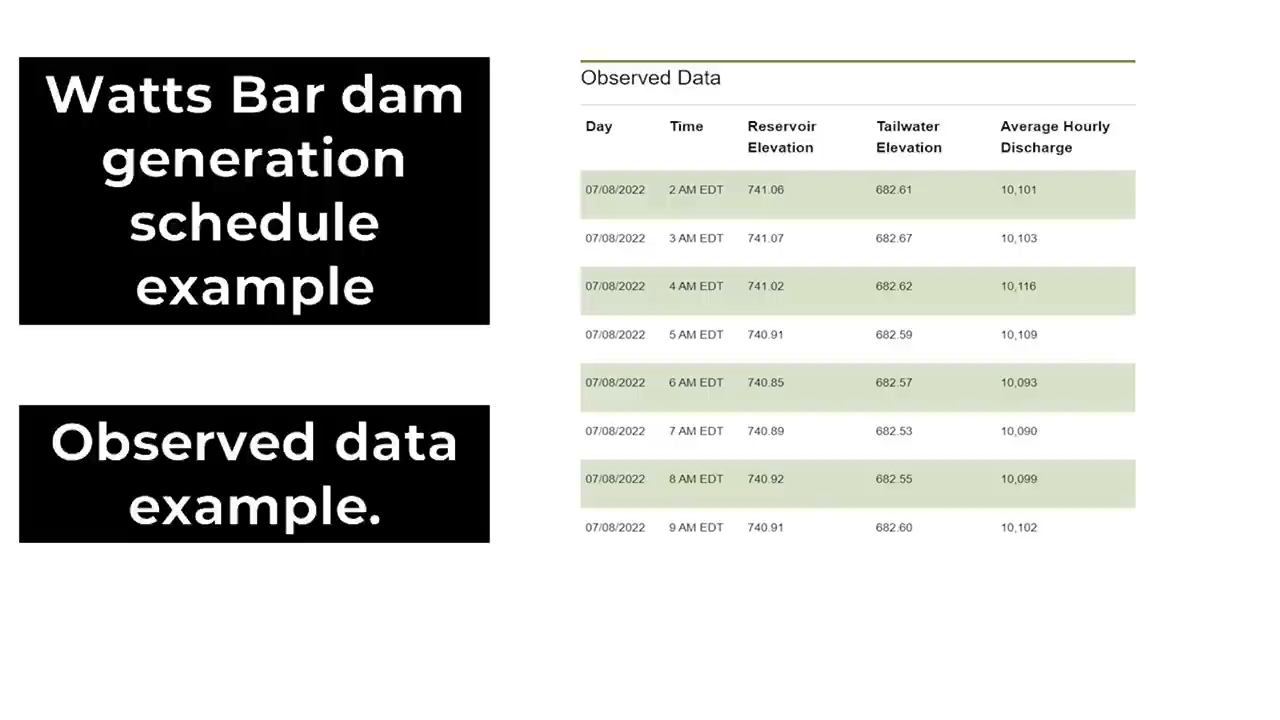 Watts Bar dam
generation
schedule
example
Observed data
example.
Observed Data
Day Time Reservoir Elevation Tailwater Elevation Average Hourly Discharge
07/08/2022 2 AM EDT 741.06 682.61 10,101
07/08/2022 3 AM EDT 741.07 682.67 10,103
07/08/2022 4 AM EDT 741.02 682.62 10,116
07/08/2022 5 AM EDT 740.91 682.59 10,109
07/08/2022 6 AM EDT 740.85 682.57 10,093
07/08/2022 7 AM EDT 740.89 682.53 10,090
07/08/2022 8 AM EDT 740.92 682.55 10,099
07/08/2022 9 AM EDT 740.91 682.60 10,102